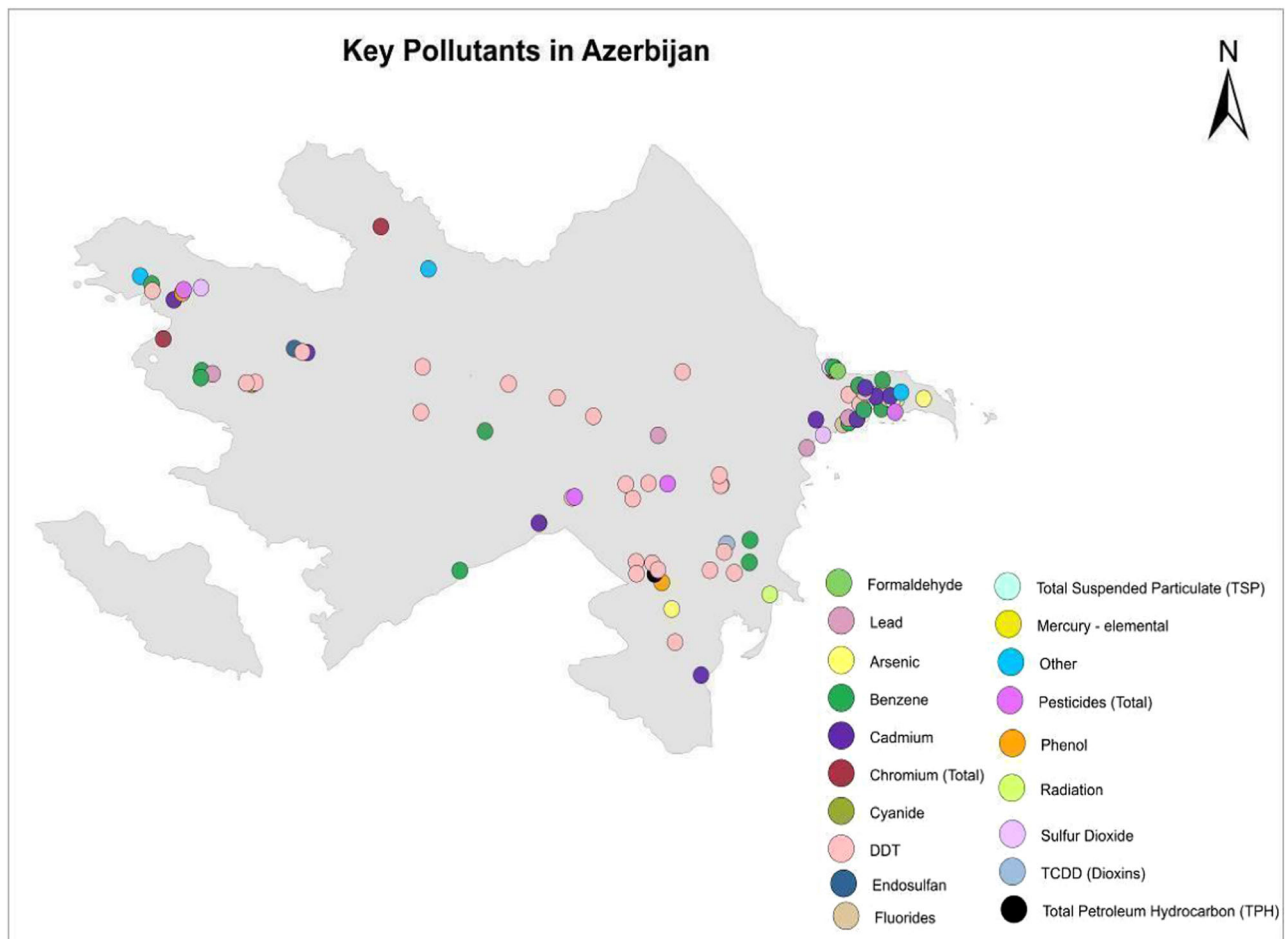 Key Pollutants in Azerbijan
N
Formaldehyde
Lead
Arsenic
Benzene
Cadmium
Chromium (Total)
Cyanide
DDT
Endosulfan
Fluorides
Total Suspended Particulate (TSP)
Mercury - elemental
Other
Pesticides (Total)
Phenol
Radiation
Sulfur Dioxide
TCDD (Dioxins)
Total Petroleum Hydrocarbon (TPH)